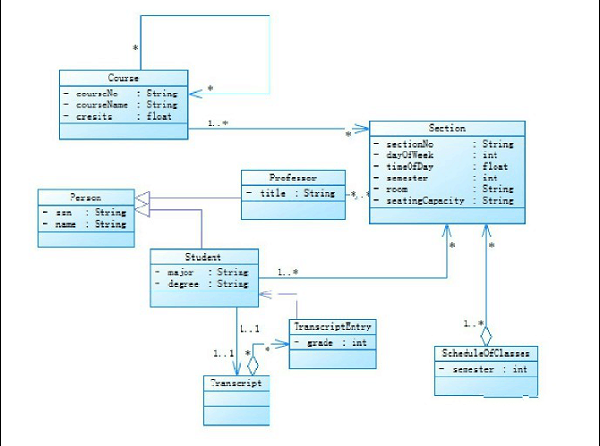 *
Course
- courseNo : String
- courseName : String
- cresits : float
*
1..*
*
Section
- sectionNo : String
- dayOfWeek : int
- timeOfDay : float
- semester : int
- room : String
- seatingCapacity : String
Professor
- title : String
*..*
Person
- ssn : String
- name : String
Student
- major : String
- degree : String
1..*
*
*
1..1
1..1
*
*
TranscriptEntry
- grade : int
Transcript
1..*
ScheduleOfClasses
- semester : int